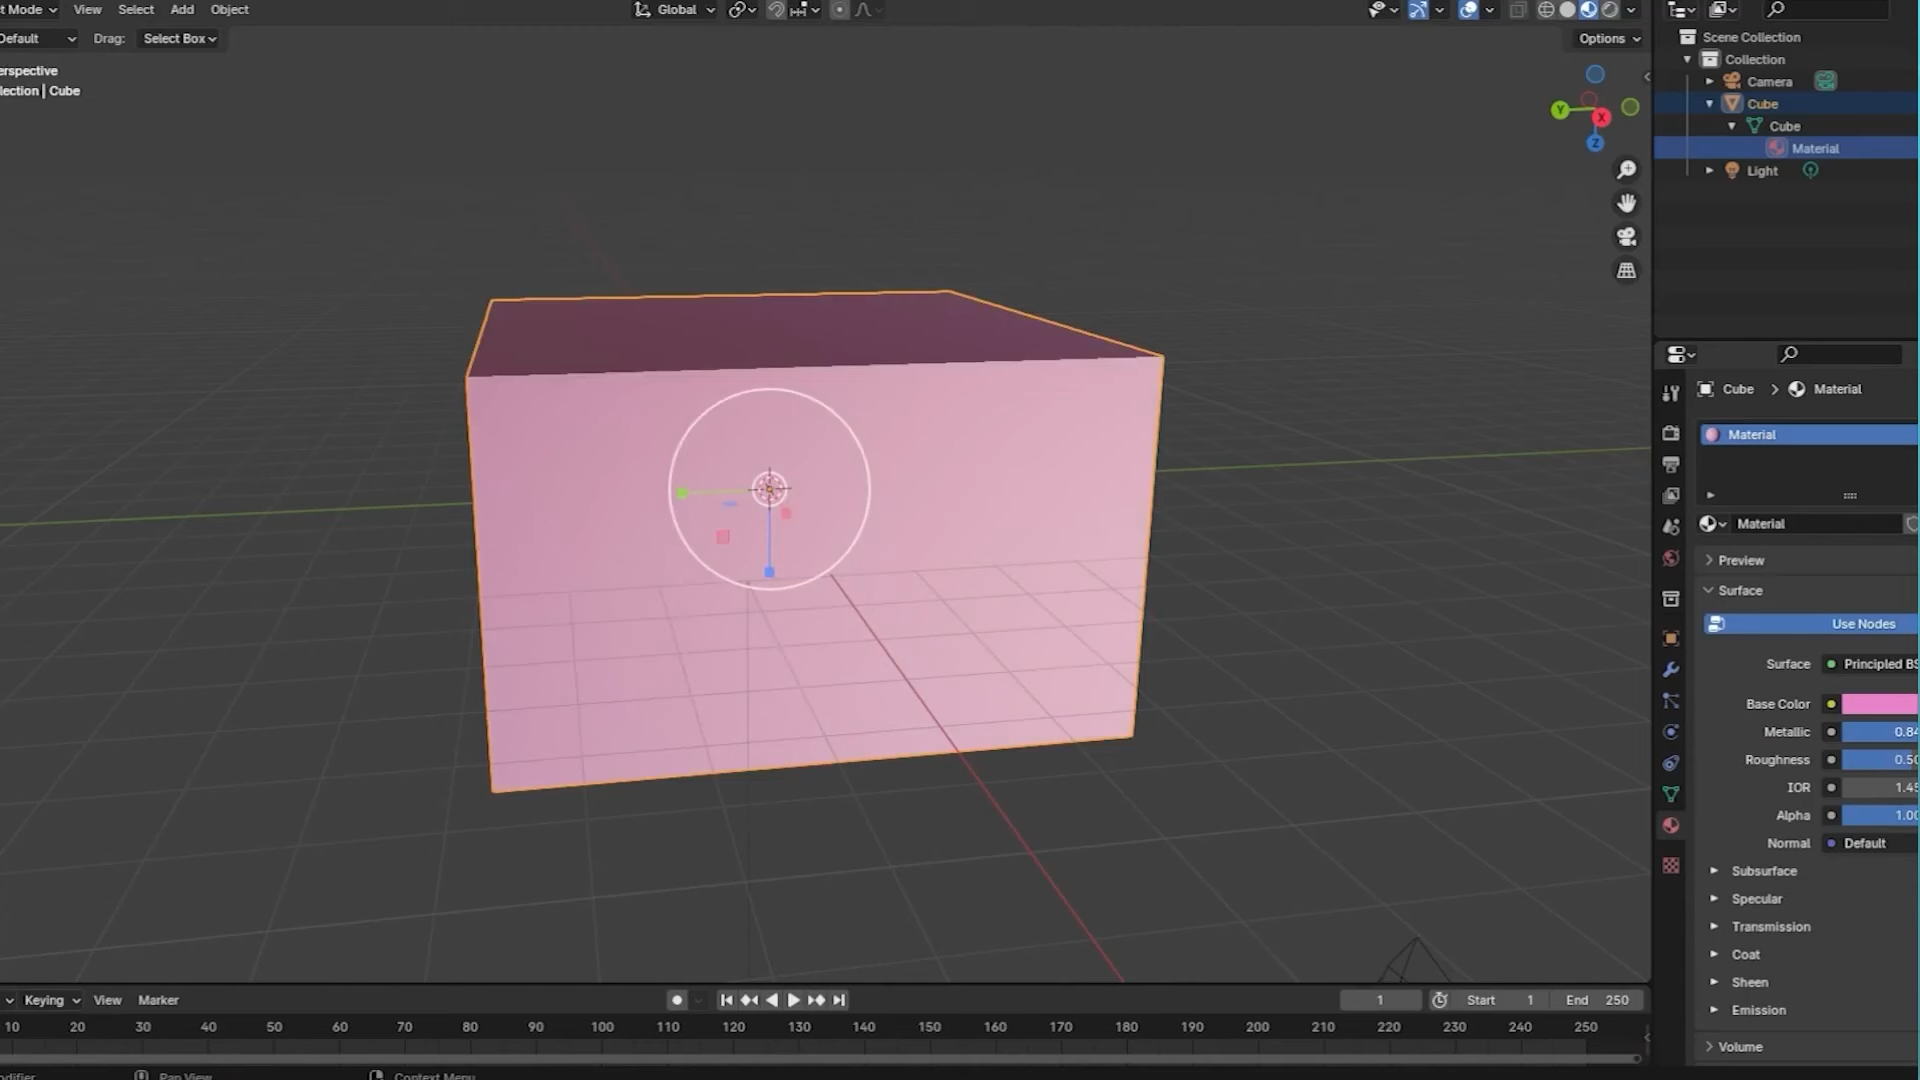 t Mode View Select Add Object Global
Default Drag: Select Box Options
erspective
lection | Cube
Y X Z
Scene Collection
Collection
Camera
Cube
Cube
Material
Light
Cube > Material
Material
Material
Preview
Surface
Use Nodes
Surface Principled BS
Base Color
Metallic 0.84
Roughness 0.50
IOR 1.45
Alpha 1.00
Normal Default
Subsurface
Specular
Transmission
Coat
Sheen
Emission
Volume
Keying View Marker 1 Start 1 End 250
10 20 30 40 50 60 70 80 90 100 110 120 130 140 150 160 170 180 190 200 210 220 230 240 250
odifier Pan View Context Menu